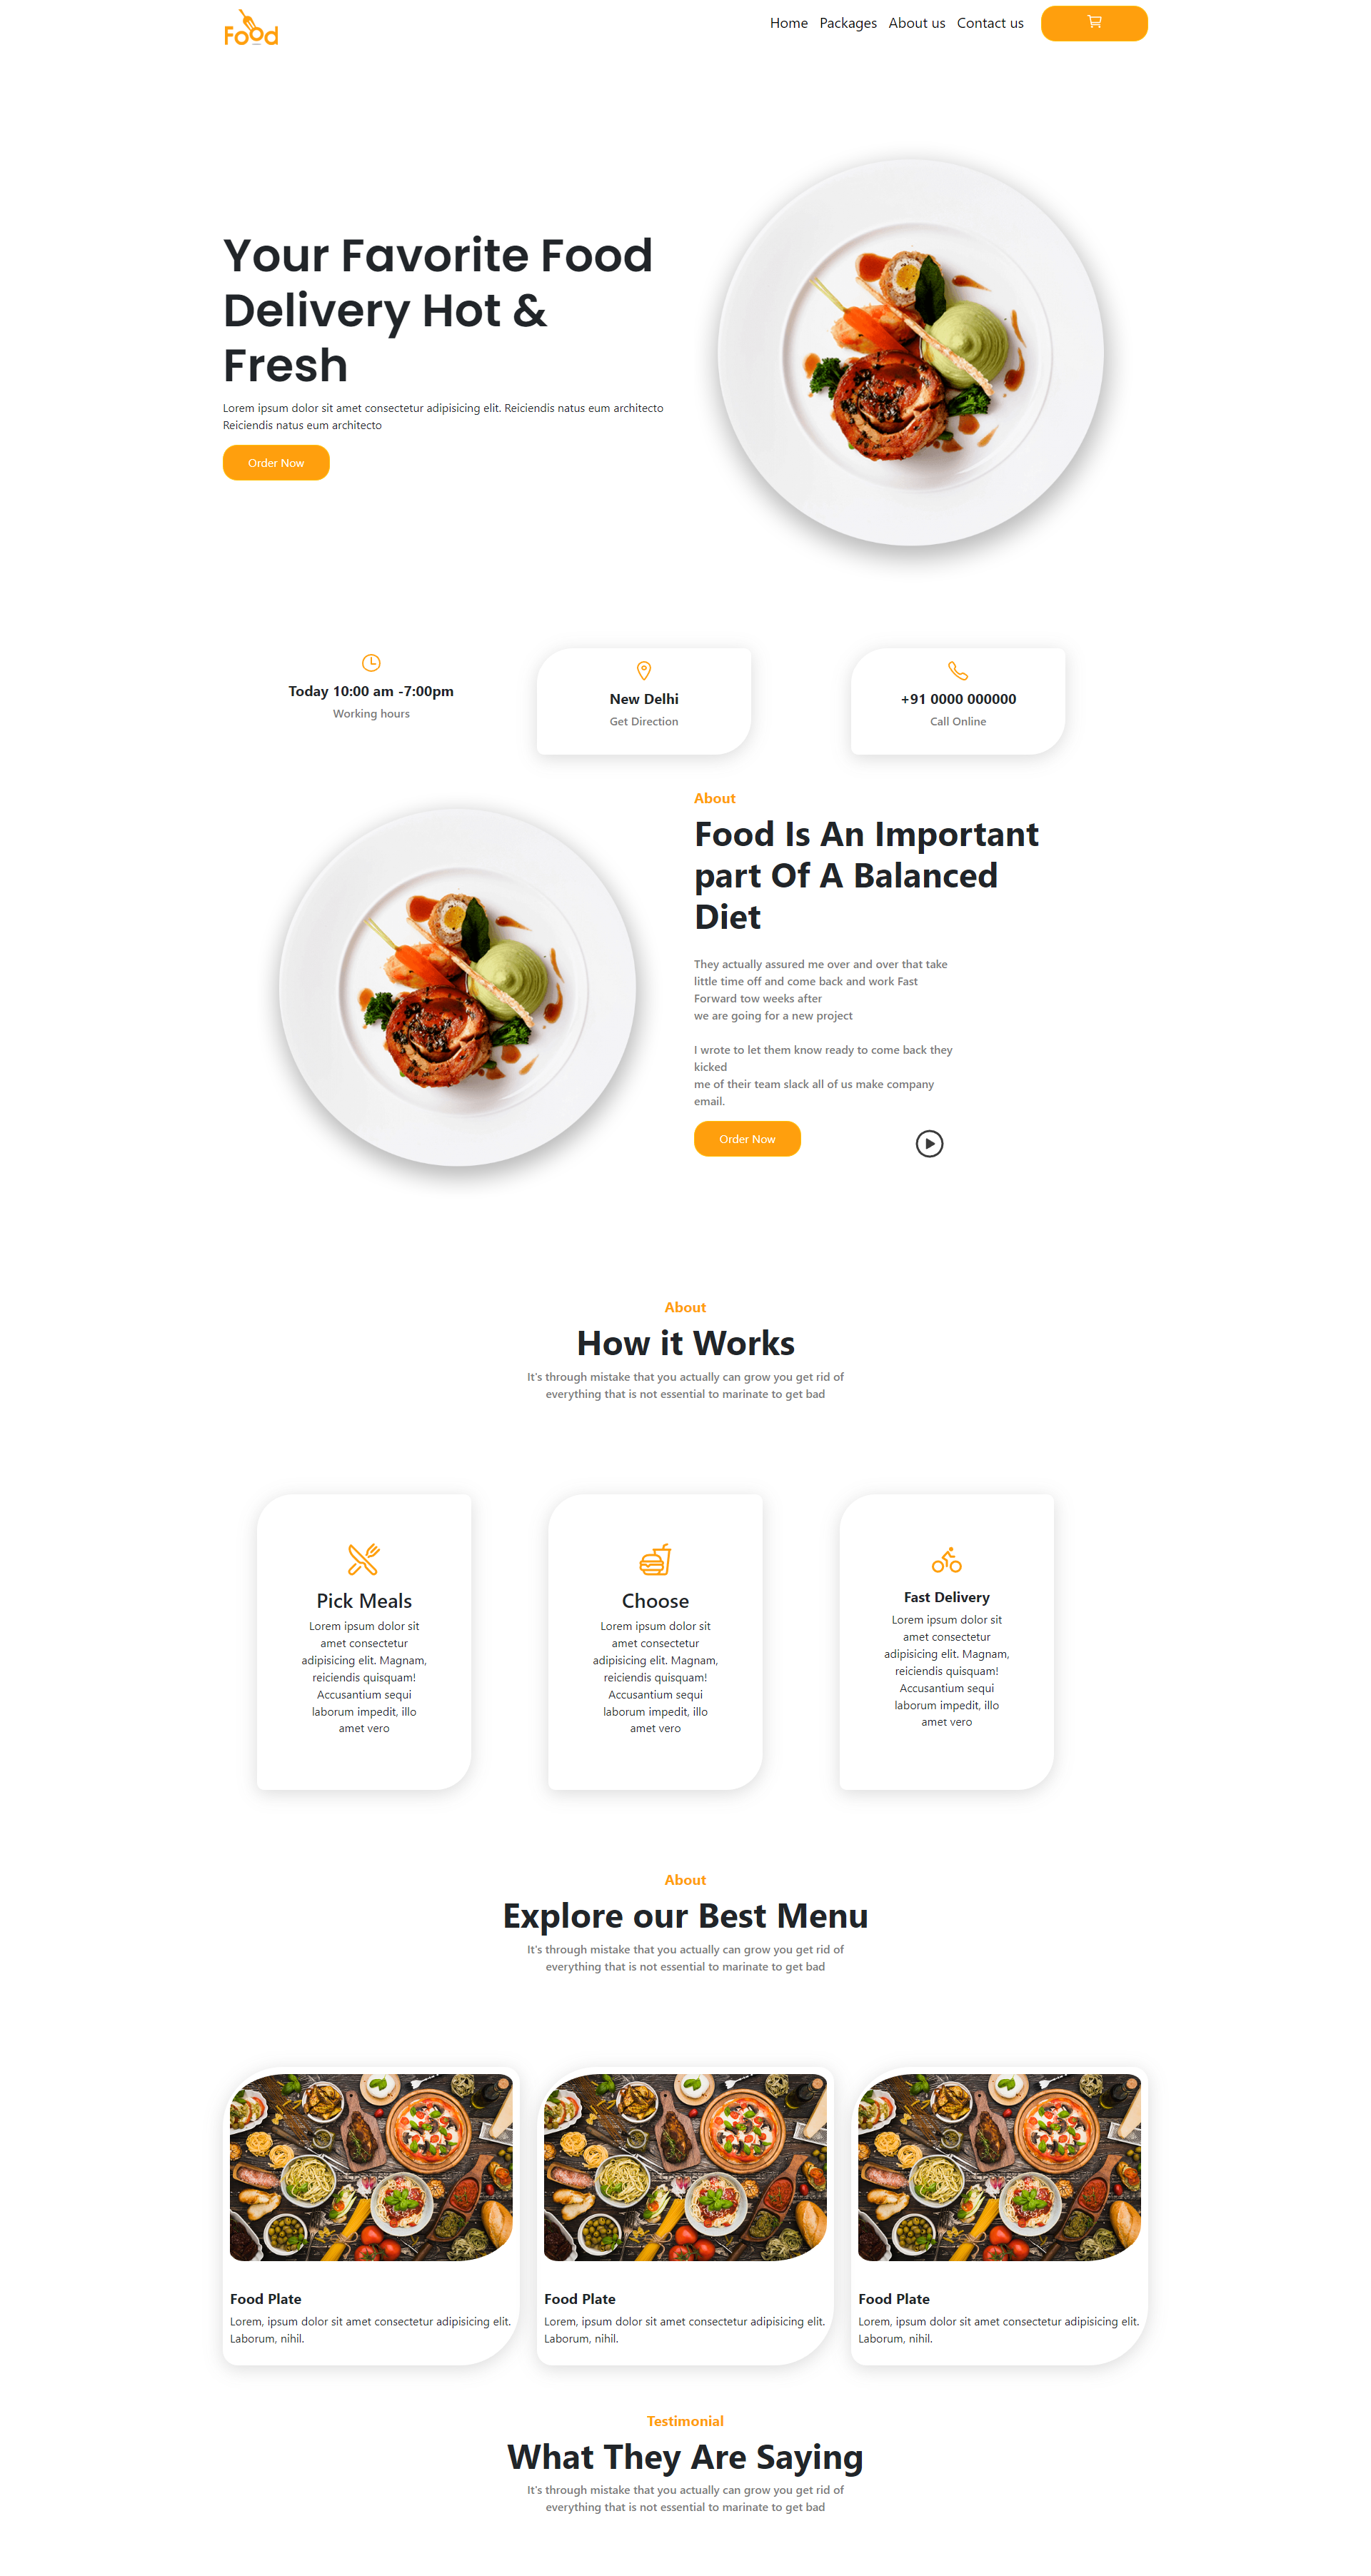 Food
Home Packages About us Contact us
Your Favorite Food
Delivery Hot &
Fresh
Lorem ipsum dolor sit amet consectetur adipisicing elit. Reiciendis natus eum architecto
Reiciendis natus eum architecto
Order Now
Today 10:00 am -7:00pm
Working hours
New Delhi
Get Direction
+91 0000 000000
Call Online
About
Food Is An Important
part Of A Balanced
Diet
They actually assured me over and over that take
little time off and come back and work Fast
Forward tow weeks after
we are going for a new project
I wrote to let them know ready to come back they
kicked
me of their team slack all of us make company
email.
Order Now
About
How it Works
It's through mistake that you actually can grow you get rid of
everything that is not essential to marinate to get bad
Pick Meals
Lorem ipsum dolor sit
amet consectetur
adipisicing elit. Magnam,
reiciendis quisquam!
Accusantium sequi
laborum impedit, illo
amet vero
Choose
Lorem ipsum dolor sit
amet consectetur
adipisicing elit. Magnam,
reiciendis quisquam!
Accusantium sequi
laborum impedit, illo
amet vero
Fast Delivery
Lorem ipsum dolor sit
amet consectetur
adipisicing elit. Magnam,
reiciendis quisquam!
Accusantium sequi
laborum impedit, illo
amet vero
About
Explore our Best Menu
It's through mistake that you actually can grow you get rid of
everything that is not essential to marinate to get bad
Food Plate
Lorem, ipsum dolor sit amet consectetur adipisicing elit.
Laborum, nihil.
Food Plate
Lorem, ipsum dolor sit amet consectetur adipisicing elit.
Laborum, nihil.
Food Plate
Lorem, ipsum dolor sit amet consectetur adipisicing elit.
Laborum, nihil.
Testimonial
What They Are Saying
It's through mistake that you actually can grow you get rid of
everything that is not essential to marinate to get bad